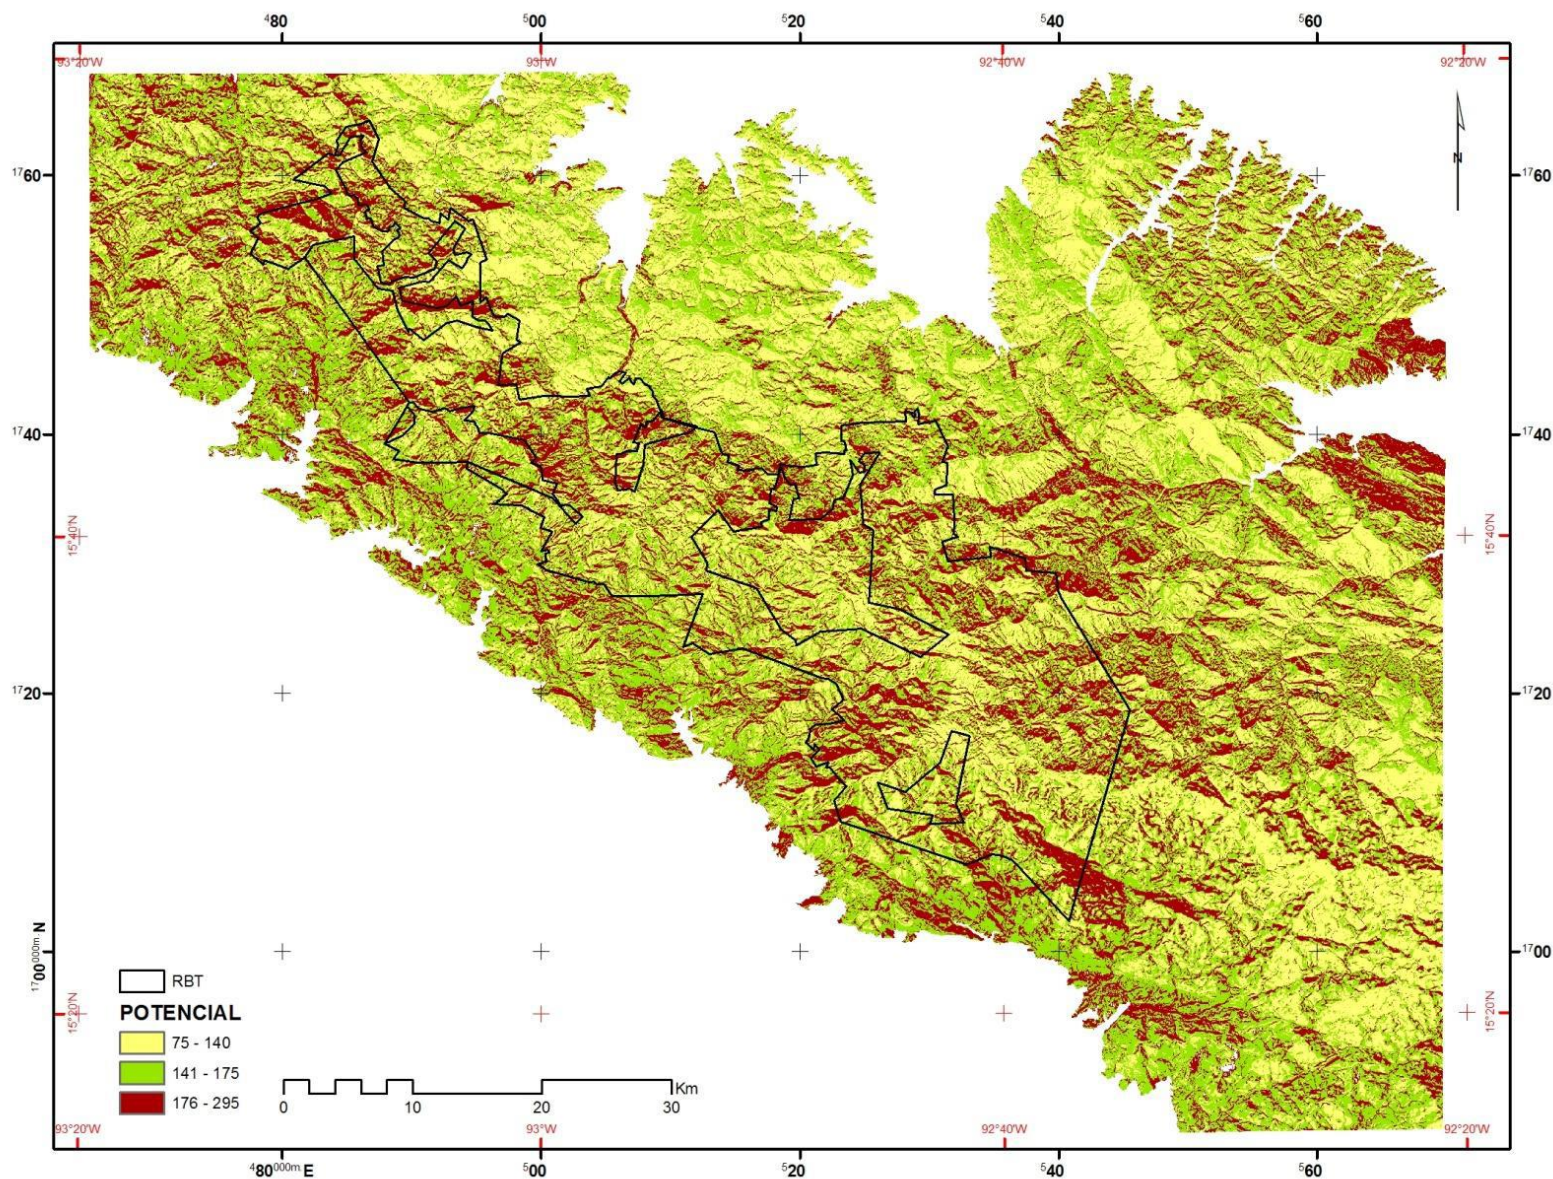 ⁴80 ⁵00 ⁵20 ⁵40 ⁵60
93°20'W 93°W 92°40'W 92°20'W
N
¹⁷60 ¹⁷60
¹⁷40 ¹⁷40
15°40'N 15°40'N
¹⁷20 ¹⁷20
¹⁷00⁰⁰⁰ᵐ N ¹⁷00
15°20'N 15°20'N
RBT
POTENCIAL
75 - 140
141 - 175
176 - 295
Km
0 10 20 30
93°20'W 93°W 92°40'W 92°20'W
⁴80⁰⁰⁰ᵐ· E ⁵00 ⁵20 ⁵40 ⁵60